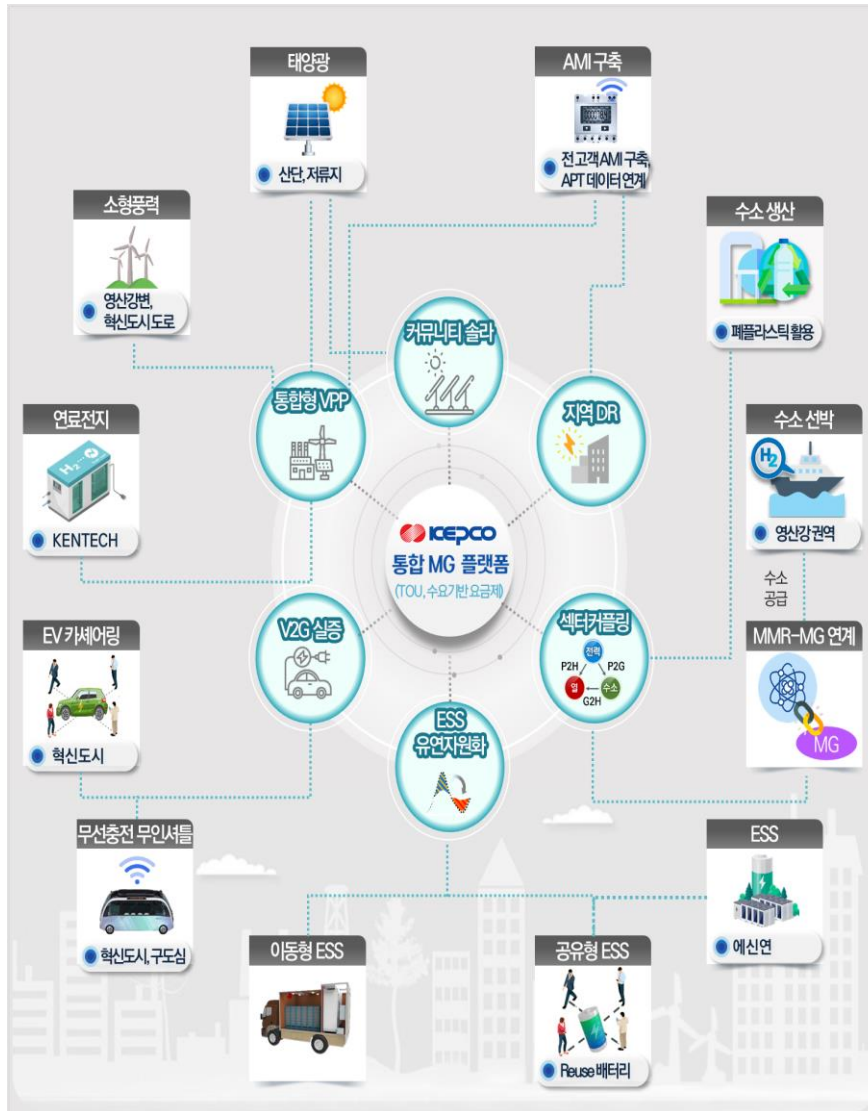 태양광
산단, 저류지
AMI 구축
전 고객 AMI 구축,
APT 데이터 연계
소형풍력
영산강변,
혁신도시 도로
수소 생산
폐플라스틱 활용
커뮤니티 솔라
통합형 VPP
지역 DR
연료전지
H₂
KENTECH
수소 선박
H₂
영산강 권역
수소
공급
KEPCO
통합 MG 플랫폼
(TOU, 수요기반 요금제)
V2G 실증
섹터커플링
전력
P2H
P2G
열
수소
G2H
ESS
유연자원화
EV 카셰어링
혁신도시
MMR-MG 연계
MG
무선충전 무인셔틀
혁신도시, 구도심
이동형 ESS
공유형 ESS
Reuse 배터리
ESS
에신연